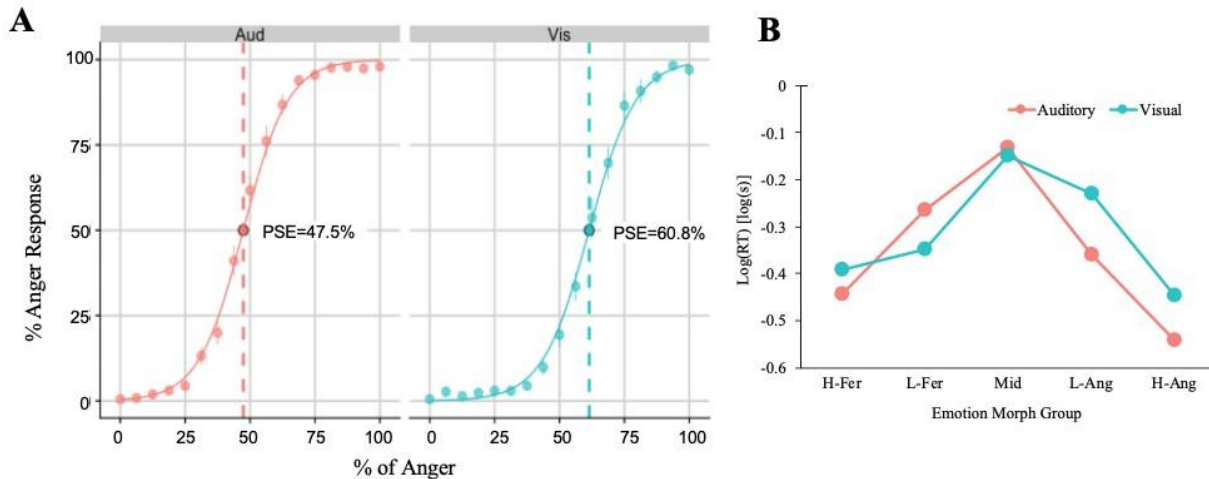 A
Aud
Vis
100
75
50
25
0
% Anger Response
PSE=47.5%
PSE=60.8%
0 25 50 75 100
0 25 50 75 100
% of Anger
B
Auditory Visual
0
-0.1
-0.2
-0.3
-0.4
-0.5
-0.6
Log(RT) [log(s)]
H-Fer L-Fer Mid L-Ang H-Ang
Emotion Morph Group